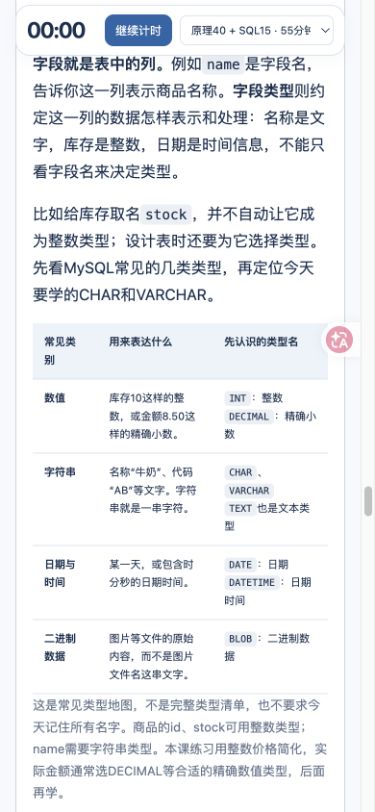 00:00
继续计时
原理40 + SQL15 · 55分钟
字段就是表中的列。例如 name 是字段名，
告诉你这一列表示商品名称。字段类型则约
定这一列的数据怎样表示和处理：名称是文
字，库存是整数，日期是时间信息，不能只
看字段名来决定类型。
比如给库存取名 stock ，并不自动让它成
为整数类型；设计表时还要为它选择类型。
先看MySQL常见的几类类型，再定位今天
要学的CHAR和VARCHAR。
常见类
别
用来表达什么
先认识的类型名
数值
库存10这样的整
数，或金额8.50这
样的精确小数。
INT ：整数
DECIMAL ：精确小
数
字符串
名称“牛奶”、代码
“AB”等文字。字符
串就是一串字符。
CHAR 、
VARCHAR
TEXT 也是文本类
型
日期与
时间
某一天，或包含时
分秒的日期时间。
DATE ：日期
DATETIME ：日期
时间
二进制
数据
图片等文件的原始
内容，而不是图片
文件名这串文字。
BLOB ：二进制数
据
这是常见类型地图，不是完整类型清单，也不要求今
天记住所有名字。商品的id、stock可用整数类型；
name需要字符串类型。本课练习用整数价格简化，实
际金额通常选DECIMAL等合适的精确数值类型，后面
再学。